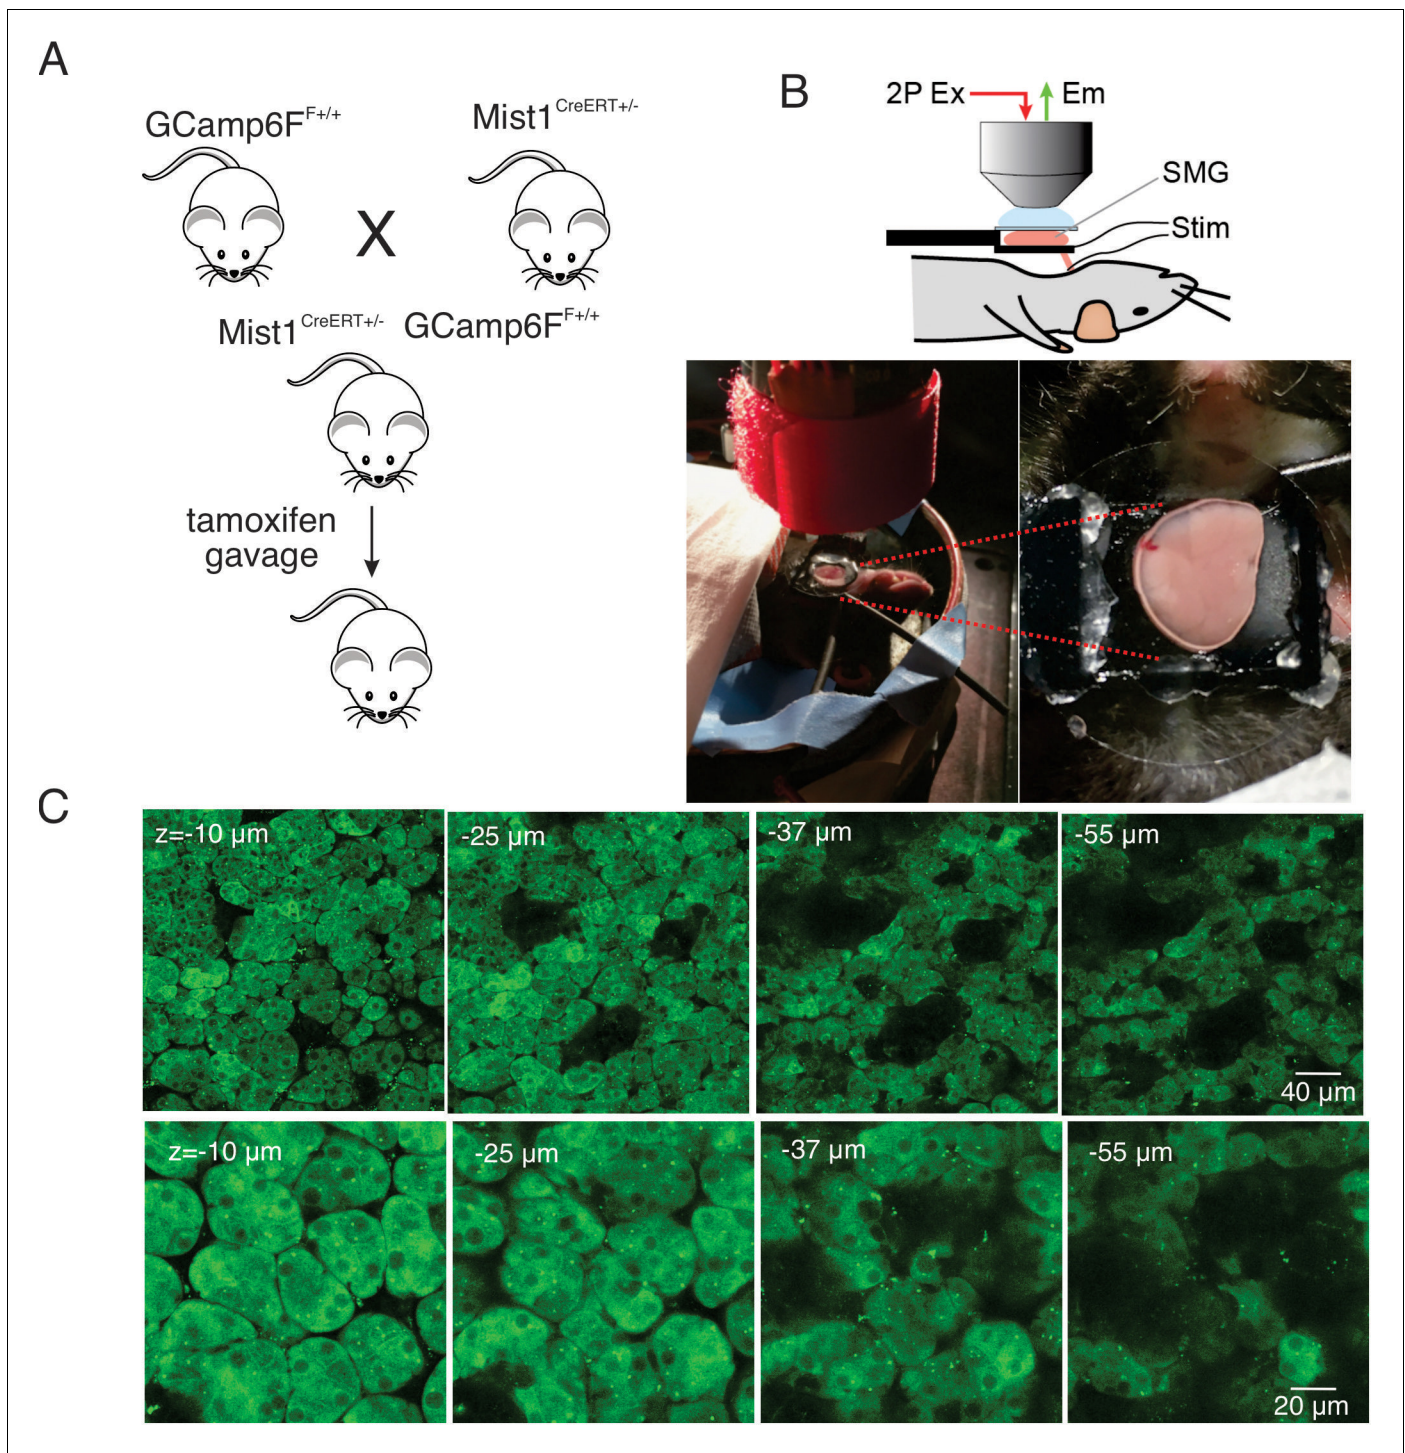 A
GCamp6F F+/+
Mist1 CreERT+/-
X
Mist1 CreERT+/- GCamp6F F+/+
tamoxifen
gavage
B
2P Ex
Em
SMG
Stim
C
z=-10 µm
-25 µm
-37 µm
-55 µm
40 µm
z=-10 µm
-25 µm
-37 µm
-55 µm
20 µm